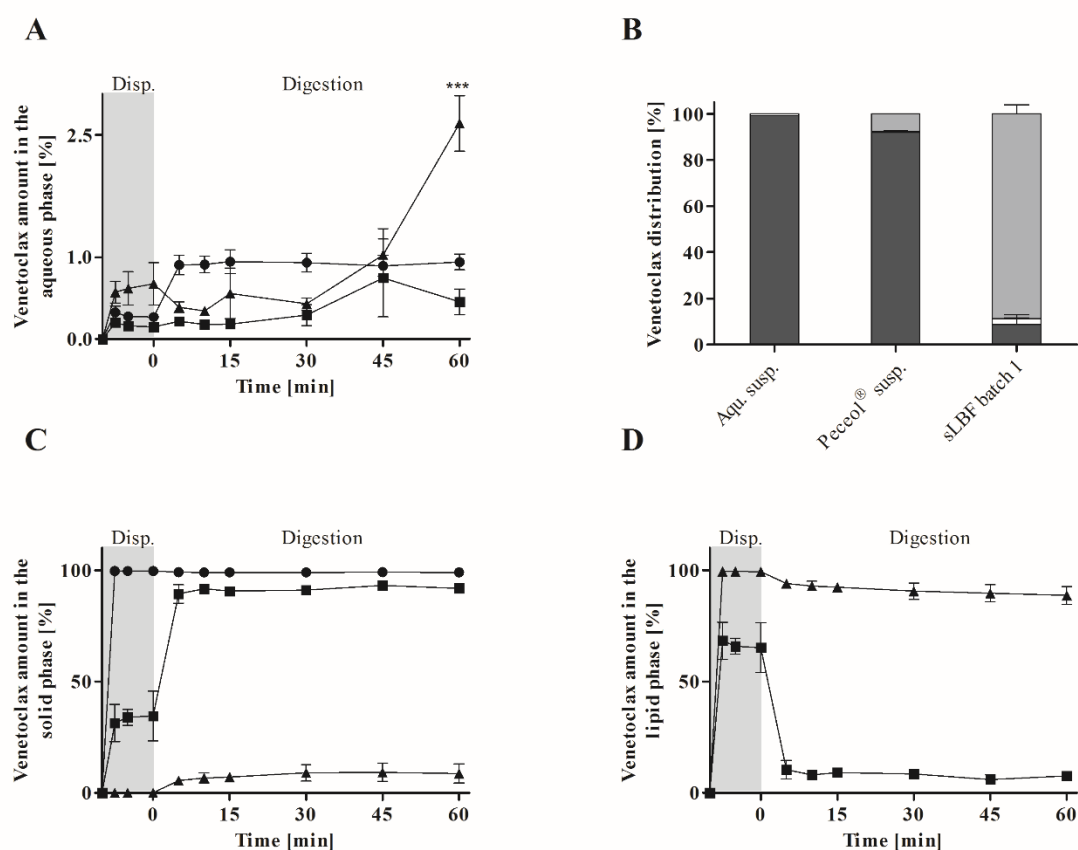 A
Disp.
Digestion
***
Venetoclax amount in the
aqueous phase [%]
2.5
1.0
0.0
0 15 30 45 60
Time [min]
B
Venetoclax distribution [%]
100
80
60
40
20
0
Aqu. susp.
Peceol® susp.
sLBF batch 1
C
Disp.
Digestion
Venetoclax amount in the
solid phase [%]
100
50
0
0 15 30 45 60
Time [min]
D
Disp.
Digestion
Venetoclax amount in the
lipid phase [%]
100
50
0
0 15 30 45 60
Time [min]